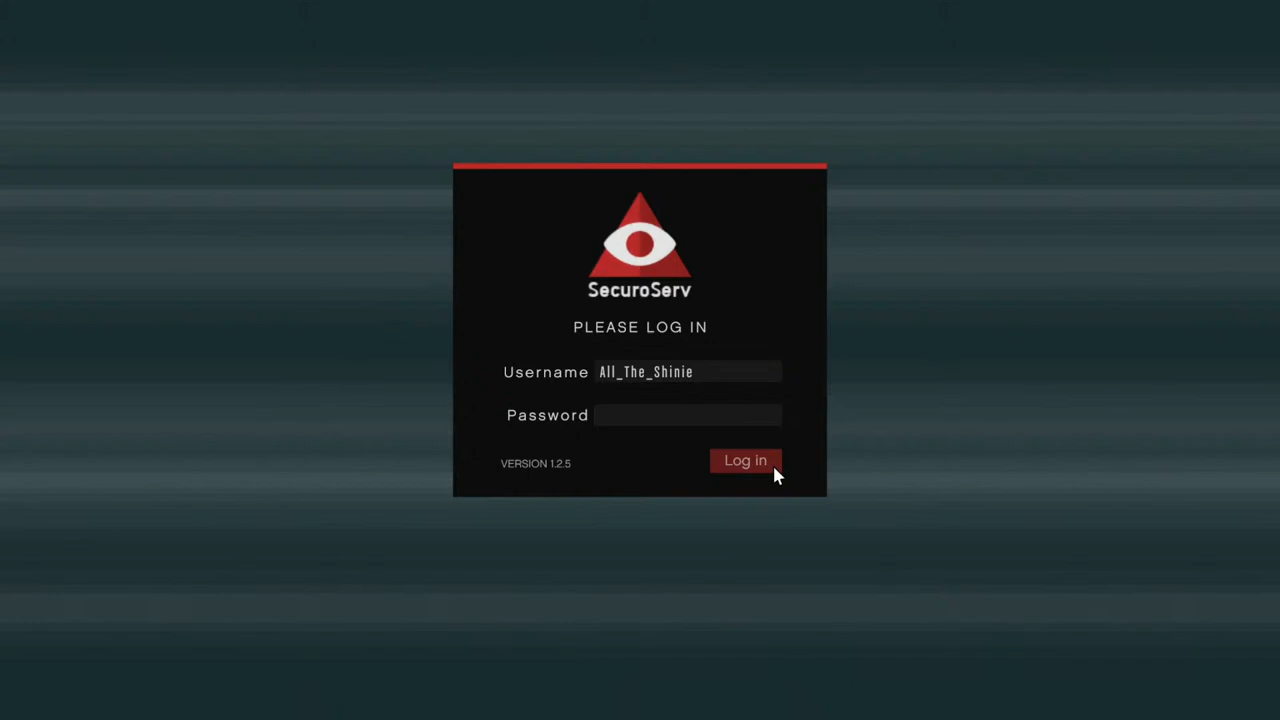 SecuroServ
PLEASE LOG IN
Username All_The_Shinie
Password
VERSION 1.2.5 Log in